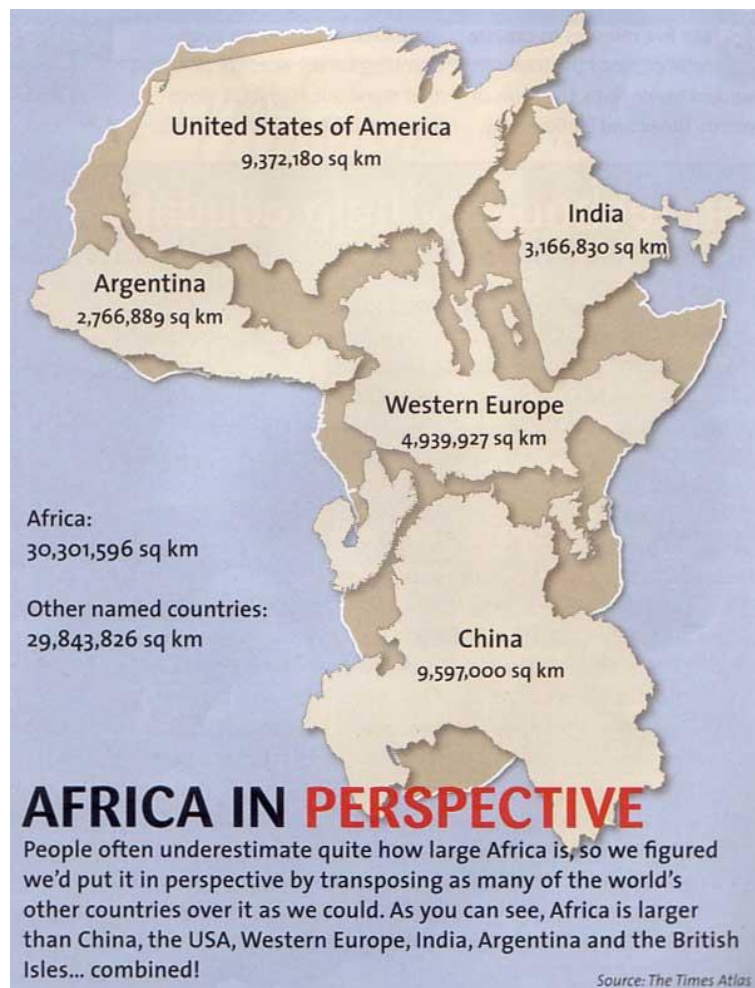 United States of America
9,372,180 sq km
India
3,166,830 sq km
Argentina
2,766,889 sq km
Western Europe
4,939,927 sq km
Africa:
30,301,596 sq km
Other named countries:
29,843,826 sq km
China
9,597,000 sq km
AFRICA IN PERSPECTIVE
People often underestimate quite how large Africa is, so we figured
we'd put it in perspective by transposing as many of the world's
other countries over it as we could. As you can see, Africa is larger
than China, the USA, Western Europe, India, Argentina and the British
Isles... combined!
Source: The Times Atlas